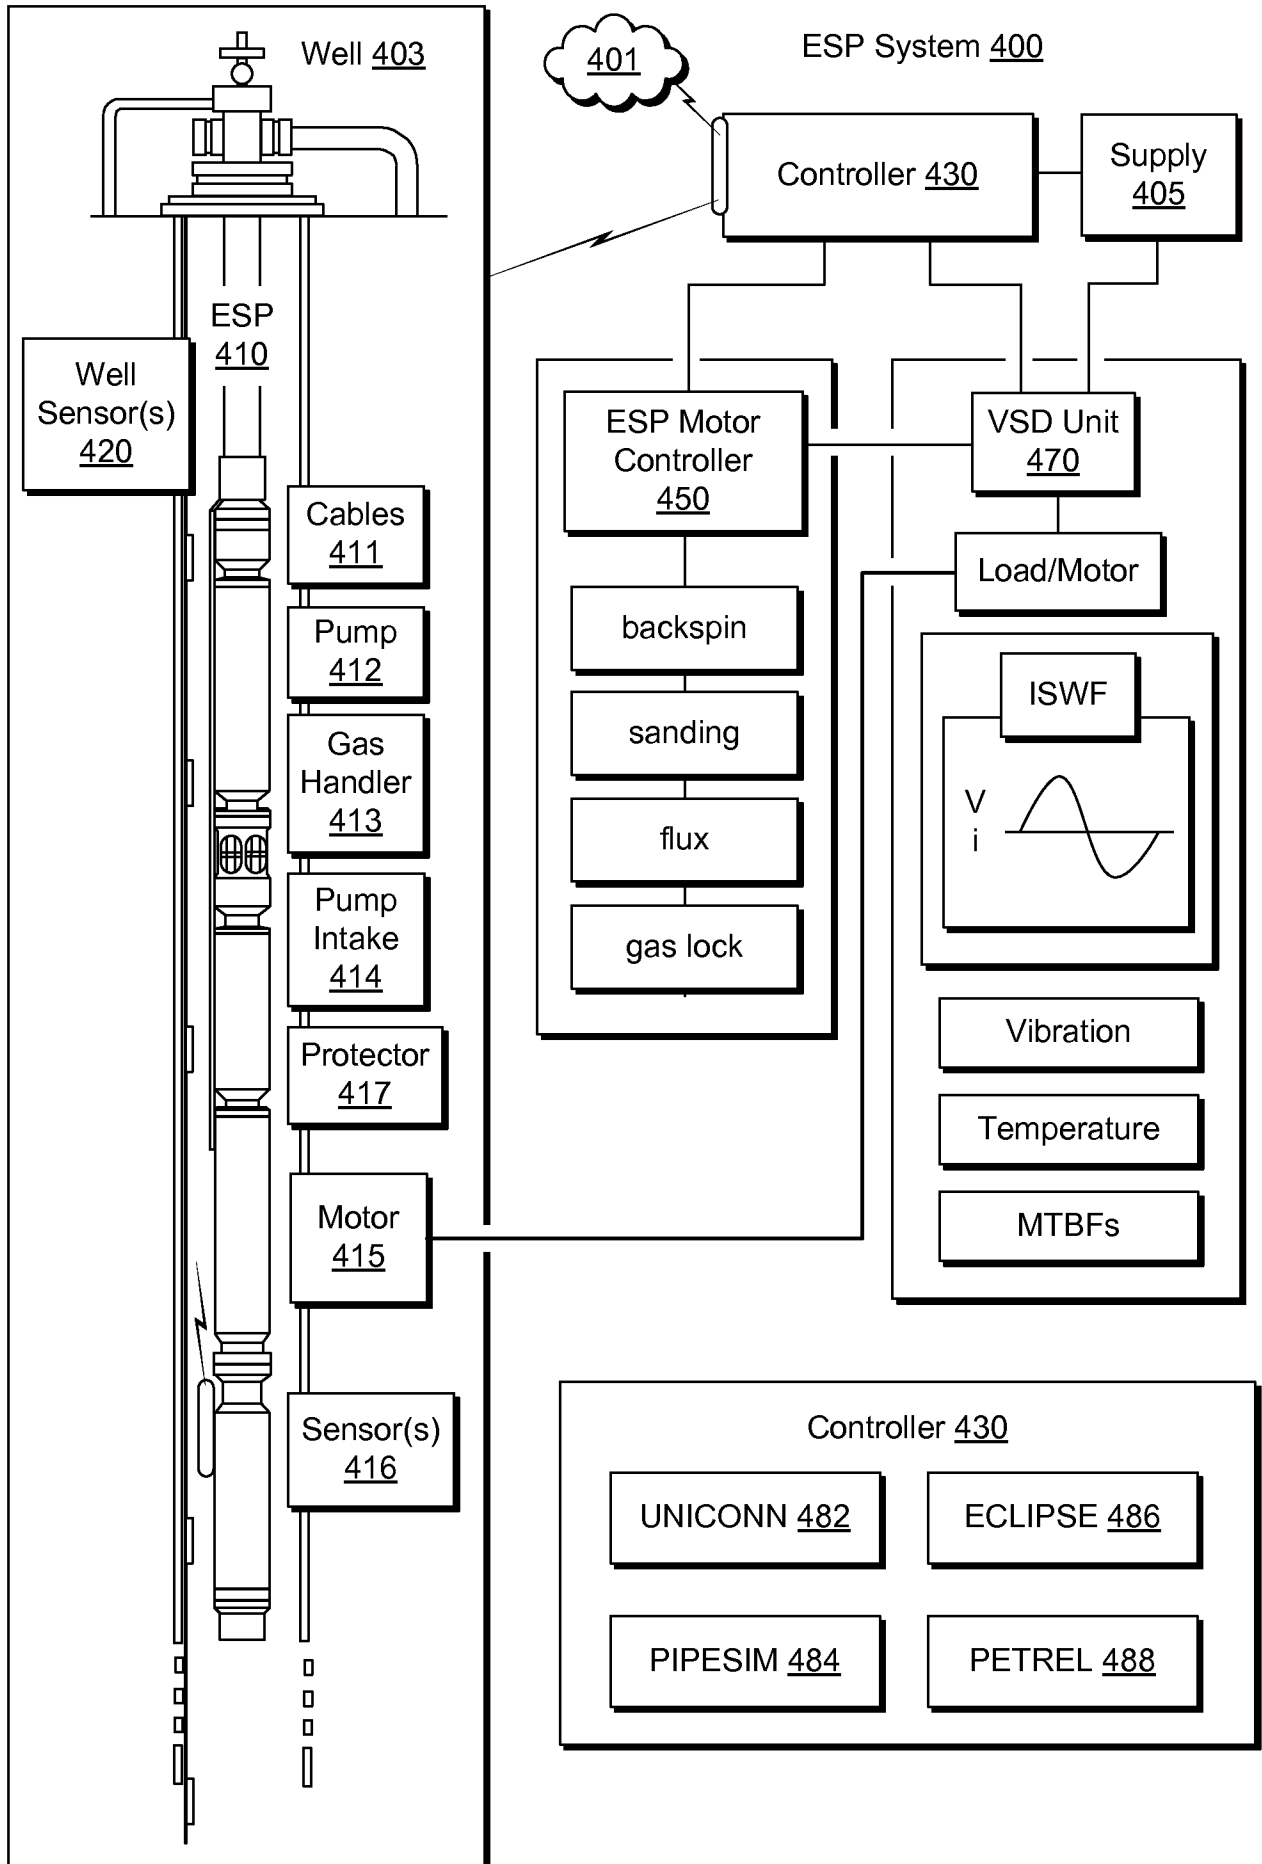 Well 403
401
ESP System 400
Controller 430
Supply
405
ESP
410
Well
Sensor(s)
420
Cables
411
Pump
412
Gas
Handler
413
Pump
Intake
414
Protector
417
Motor
415
Sensor(s)
416
ESP Motor
Controller
450
backspin
sanding
flux
gas lock
VSD Unit
470
Load/Motor
ISWF
V
i
Vibration
Temperature
MTBFs
Controller 430
UNICONN 482
ECLIPSE 486
PIPESIM 484
PETREL 488